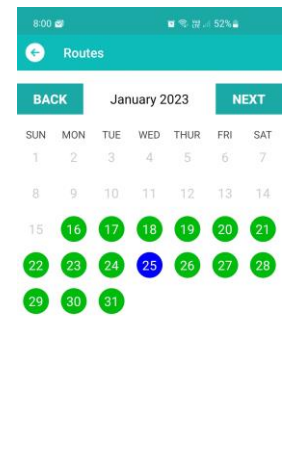 8:00 52%
Routes
BACK January 2023 NEXT
SUN MON TUE WED THUR FRI SAT
1 2 3 4 5 6 7
8 9 10 11 12 13 14
15 16 17 18 19 20 21
22 23 24 25 26 27 28
29 30 31